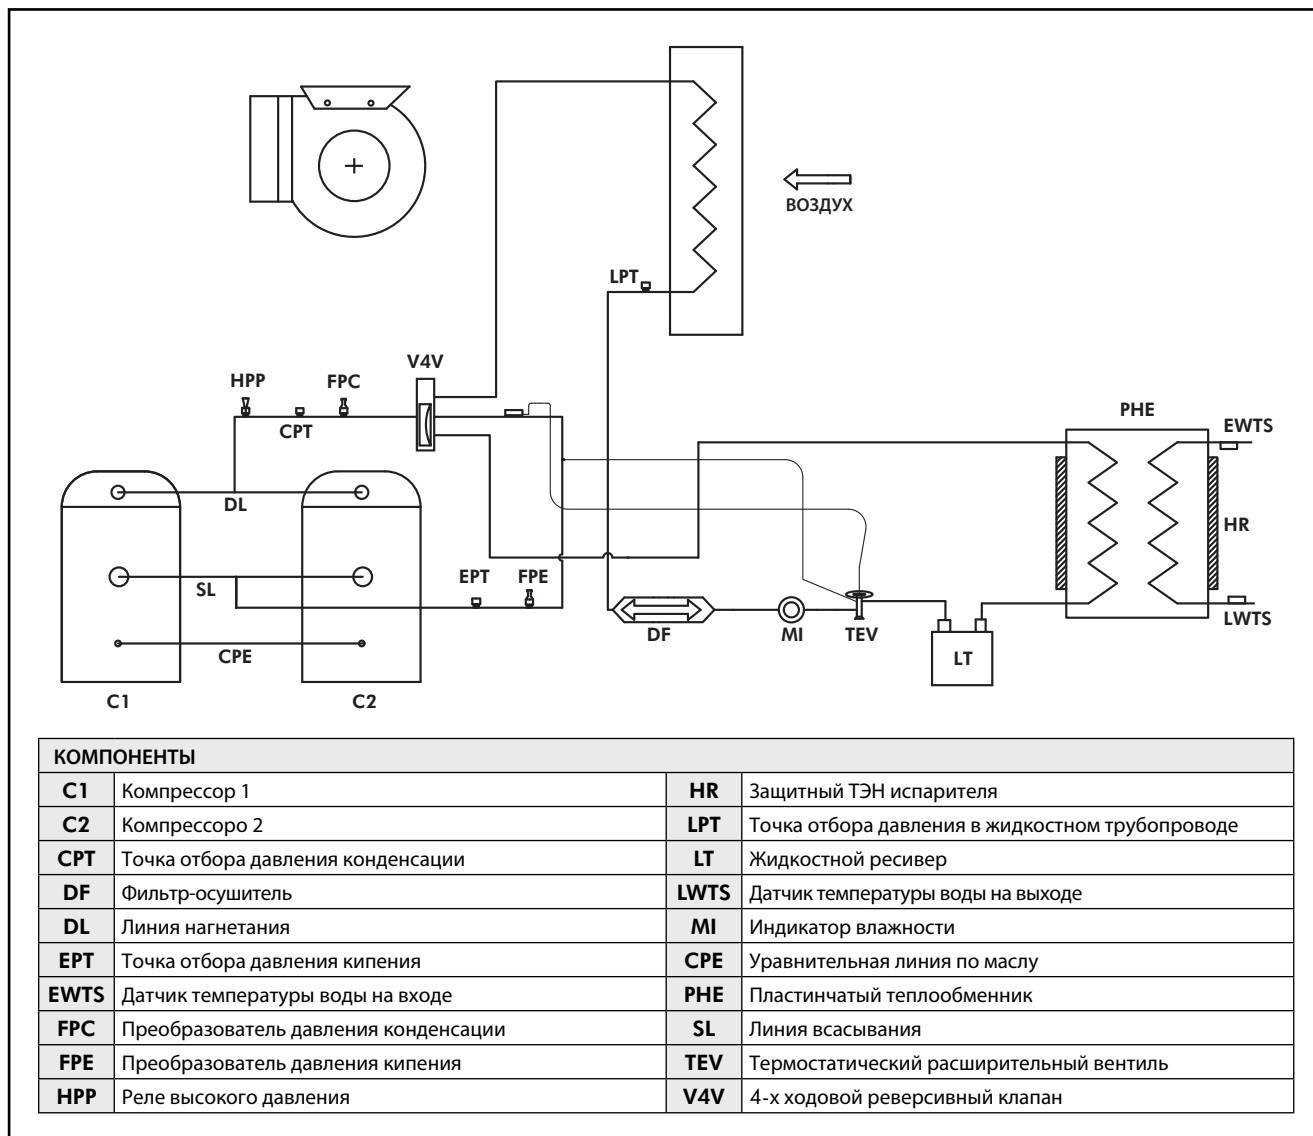 ВОЗДУХ
LPT
V4V
HPP
FPC
CPT
PHE
EWTS
DL
HR
EPT
FPE
SL
DF
MI
TEV
LWTS
CPE
LT
C1
C2
КОМПОНЕНТЫ
C1 Компрессор 1 HR Защитный ТЭН испарителя
C2 Компрессоро 2 LPT Точка отбора давления в жидкостном трубопроводе
CPT Точка отбора давления конденсации LT Жидкостной ресивер
DF Фильтр-осушитель LWTS Датчик температуры воды на выходе
DL Линия нагнетания MI Индикатор влажности
EPT Точка отбора давления кипения CPE Уравнительная линия по маслу
EWTS Датчик температуры воды на входе PHE Пластинчатый теплообменник
FPC Преобразователь давления конденсации SL Линия всасывания
FPE Преобразователь давления кипения TEV Термостатический расширительный вентиль
HPP Реле высокого давления V4V 4-х ходовой реверсивный клапан